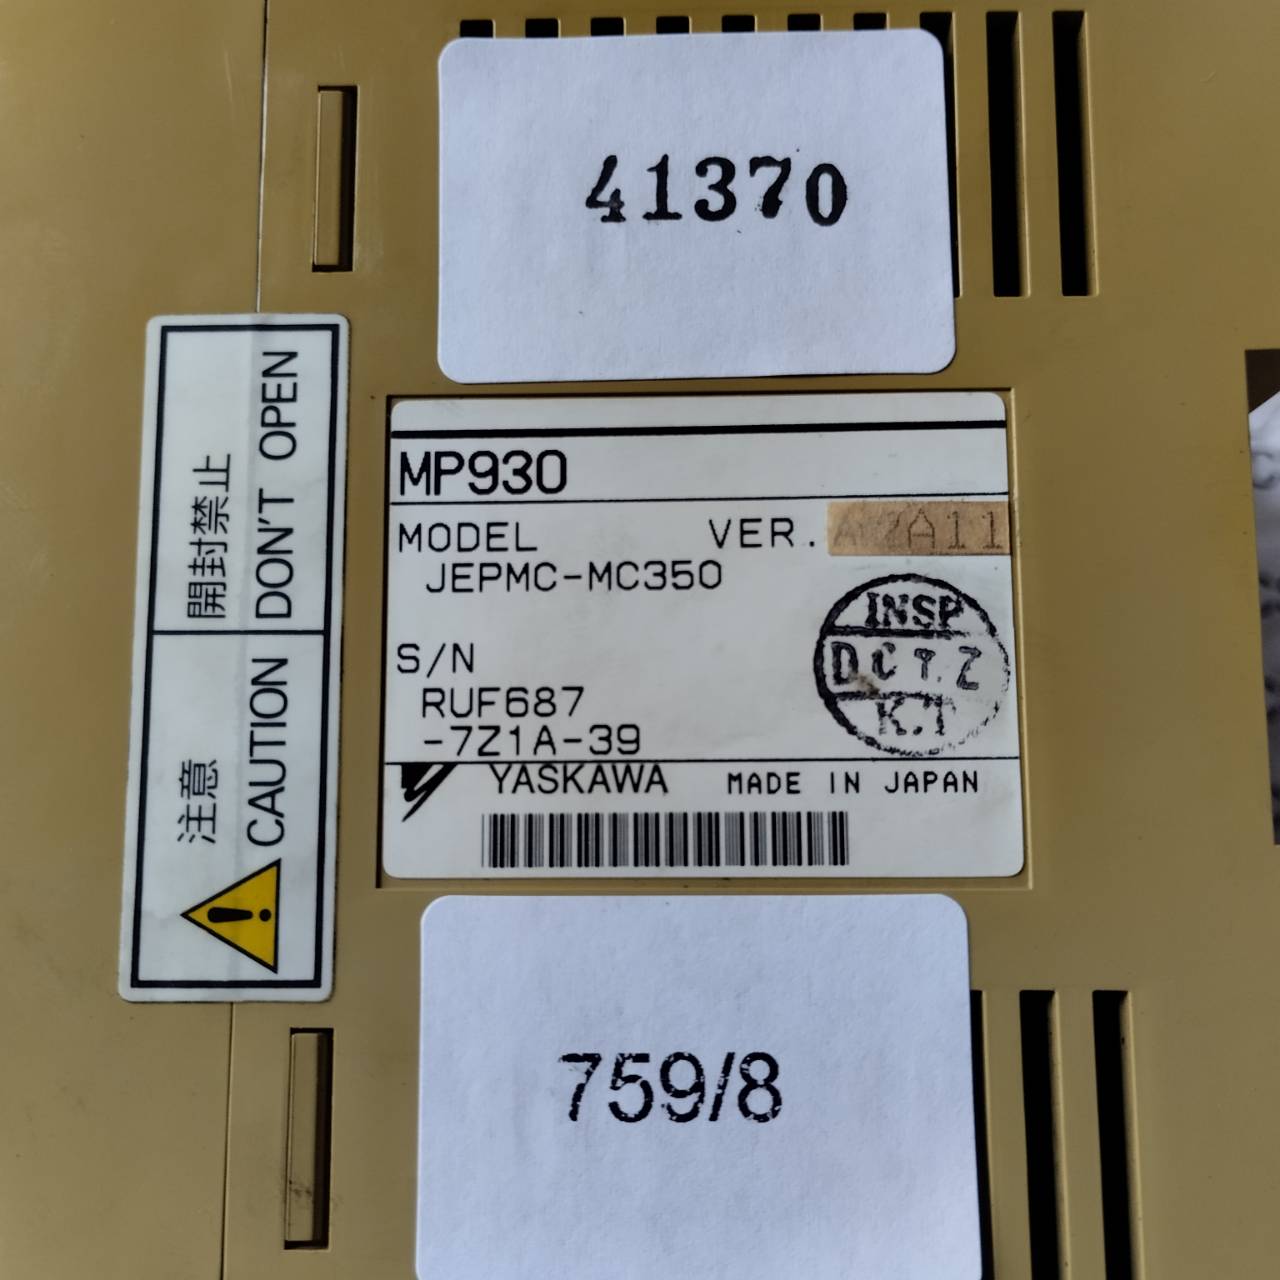 41370
開封禁止
DON'T OPEN
注意
CAUTION
MP930
MODEL VER.
JEPMC-MC350
S/N
RUF687
-7Z1A-39
INSP
K.T
YASKAWA MADE IN JAPAN
759/8